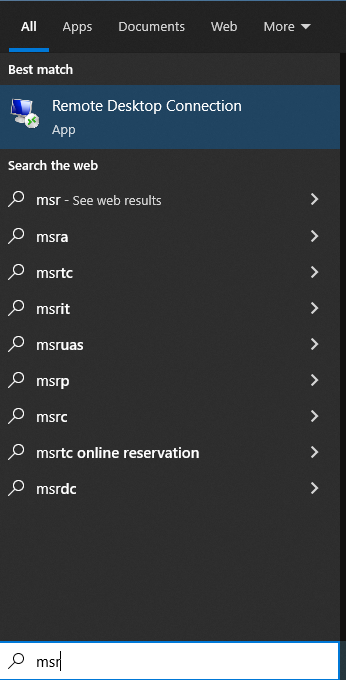 All Apps Documents Web More
Best match
Remote Desktop Connection
App
Search the web
msr - See web results
msra
msrtc
msrit
msruas
msrp
msrc
msrtc online reservation
msrdc
msr